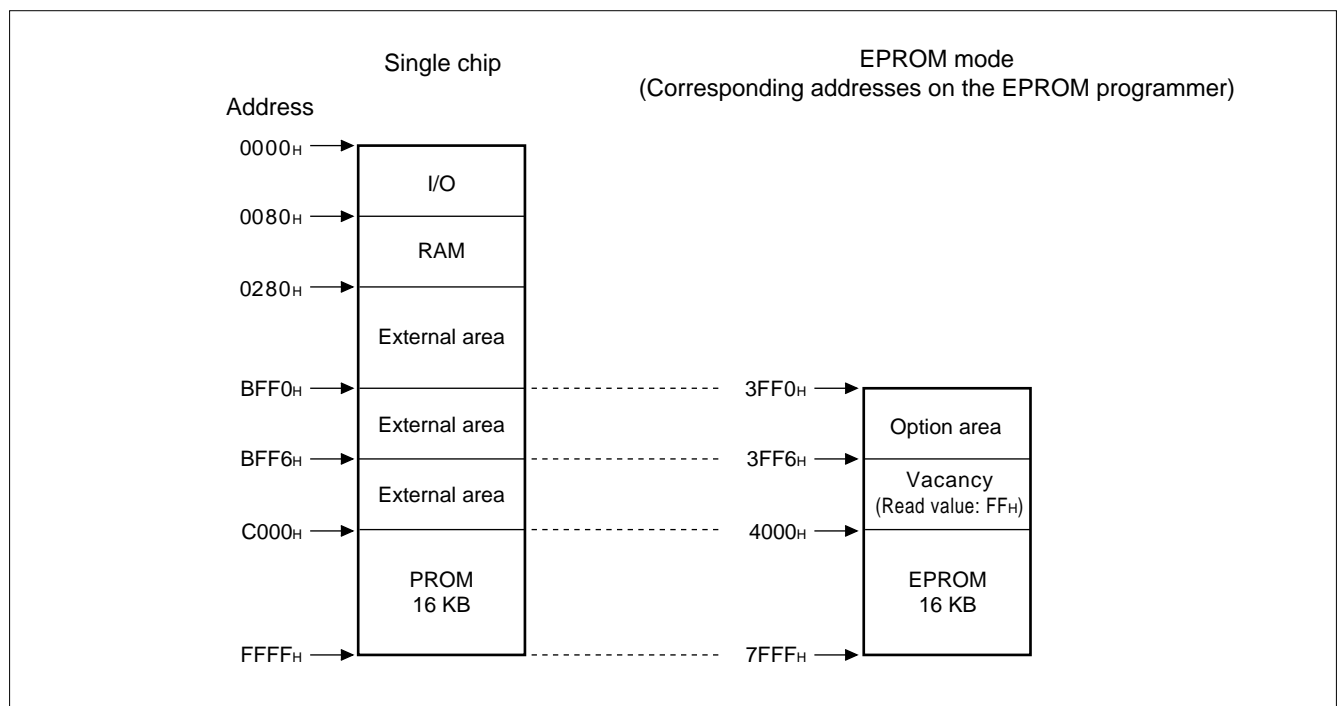 Single chip
EPROM mode
(Corresponding addresses on the EPROM programmer)
Address
0000H
I/O
0080H
RAM
0280H
External area
BFF0H
3FF0H
External area
Option area
BFF6H
3FF6H
External area
Vacancy
(Read value: FFH)
C000H
4000H
PROM
16 KB
EPROM
16 KB
FFFFH
7FFFH